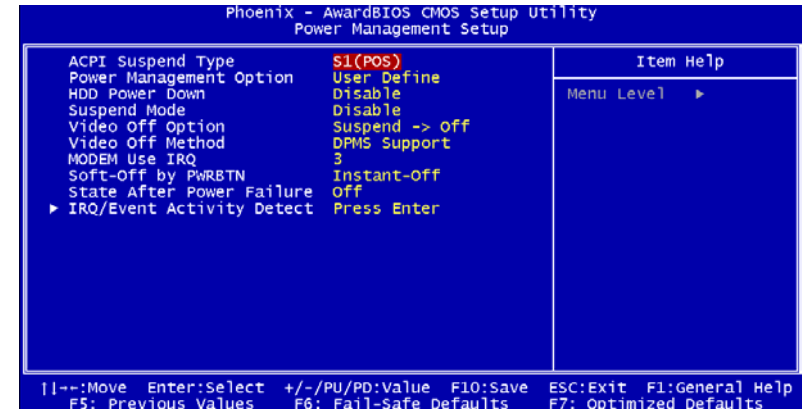 Phoenix - AwardBIOS CMOS Setup Utility
Power Management Setup
ACPI Suspend Type S1(POS)
Power Management Option User Define
HDD Power Down Disable
Suspend Mode Disable
Video Off Option Suspend -> Off
Video Off Method DPMS Support
MODEM Use IRQ 3
Soft-Off by PWRBTN Instant-Off
State After Power Failure Off
► IRQ/Event Activity Detect Press Enter
Item Help
Menu Level ►
↑↓→←:Move Enter:Select +/-/PU/PD:Value F10:Save ESC:Exit F1:General Help
F5: Previous Values F6: Fail-Safe Defaults F7: Optimized Defaults